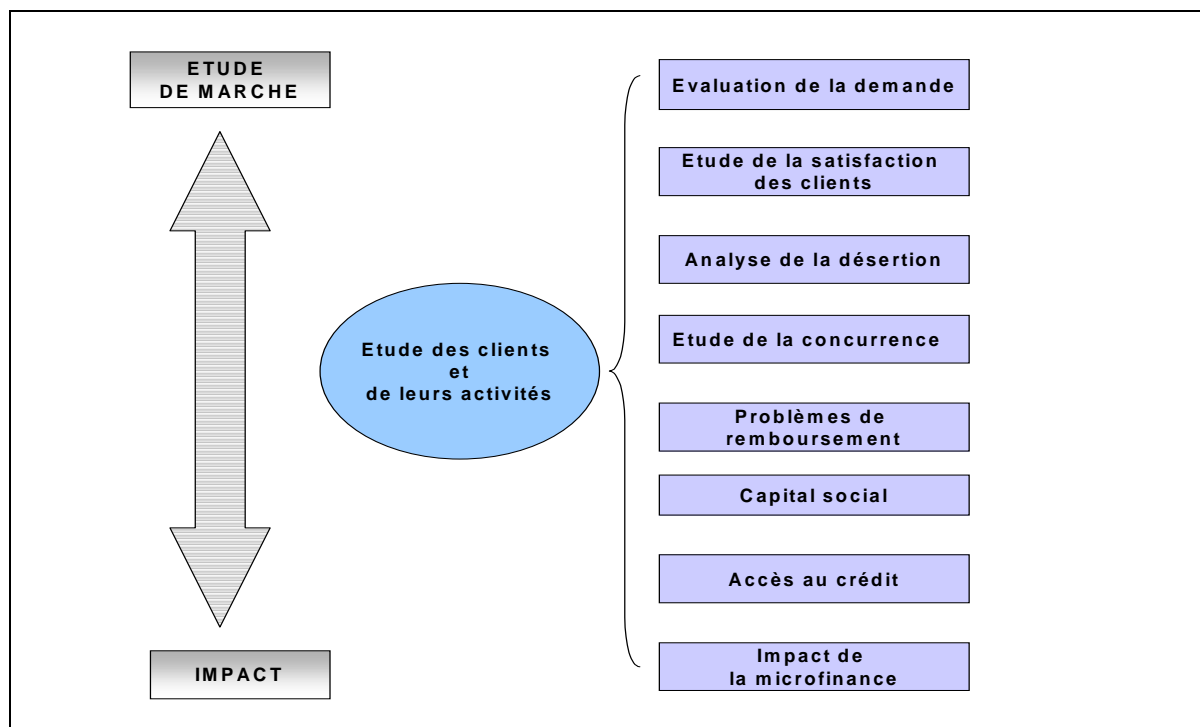 ETUDE
DE MARCHE
IMPACT
Etude des clients
et
de leurs activités
Evaluation de la demande
Etude de la satisfaction
des clients
Analyse de la désertion
Etude de la concurrence
Problèmes de
remboursement
Capital social
Accès au crédit
Impact de
la microfinance